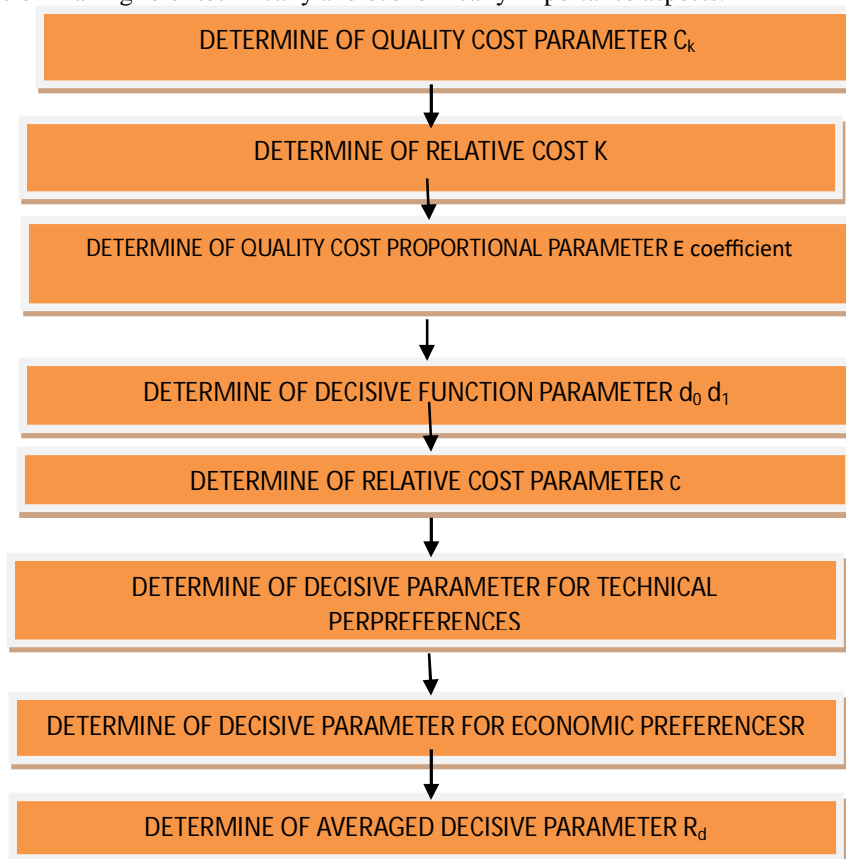 DETERMINE OF QUALITY COST PARAMETER Ck
DETERMINE OF RELATIVE COST K
DETERMINE OF QUALITY COST PROPORTIONAL PARAMETER E coefficient
DETERMINE OF DECISIVE FUNCTION PARAMETER d0 d1
DETERMINE OF RELATIVE COST PARAMETER c
DETERMINE OF DECISIVE PARAMETER FOR TECHNICAL
PERPREFERENCES
DETERMINE OF DECISIVE PARAMETER FOR ECONOMIC PREFERENCESR
DETERMINE OF AVERAGED DECISIVE PARAMETER Rd